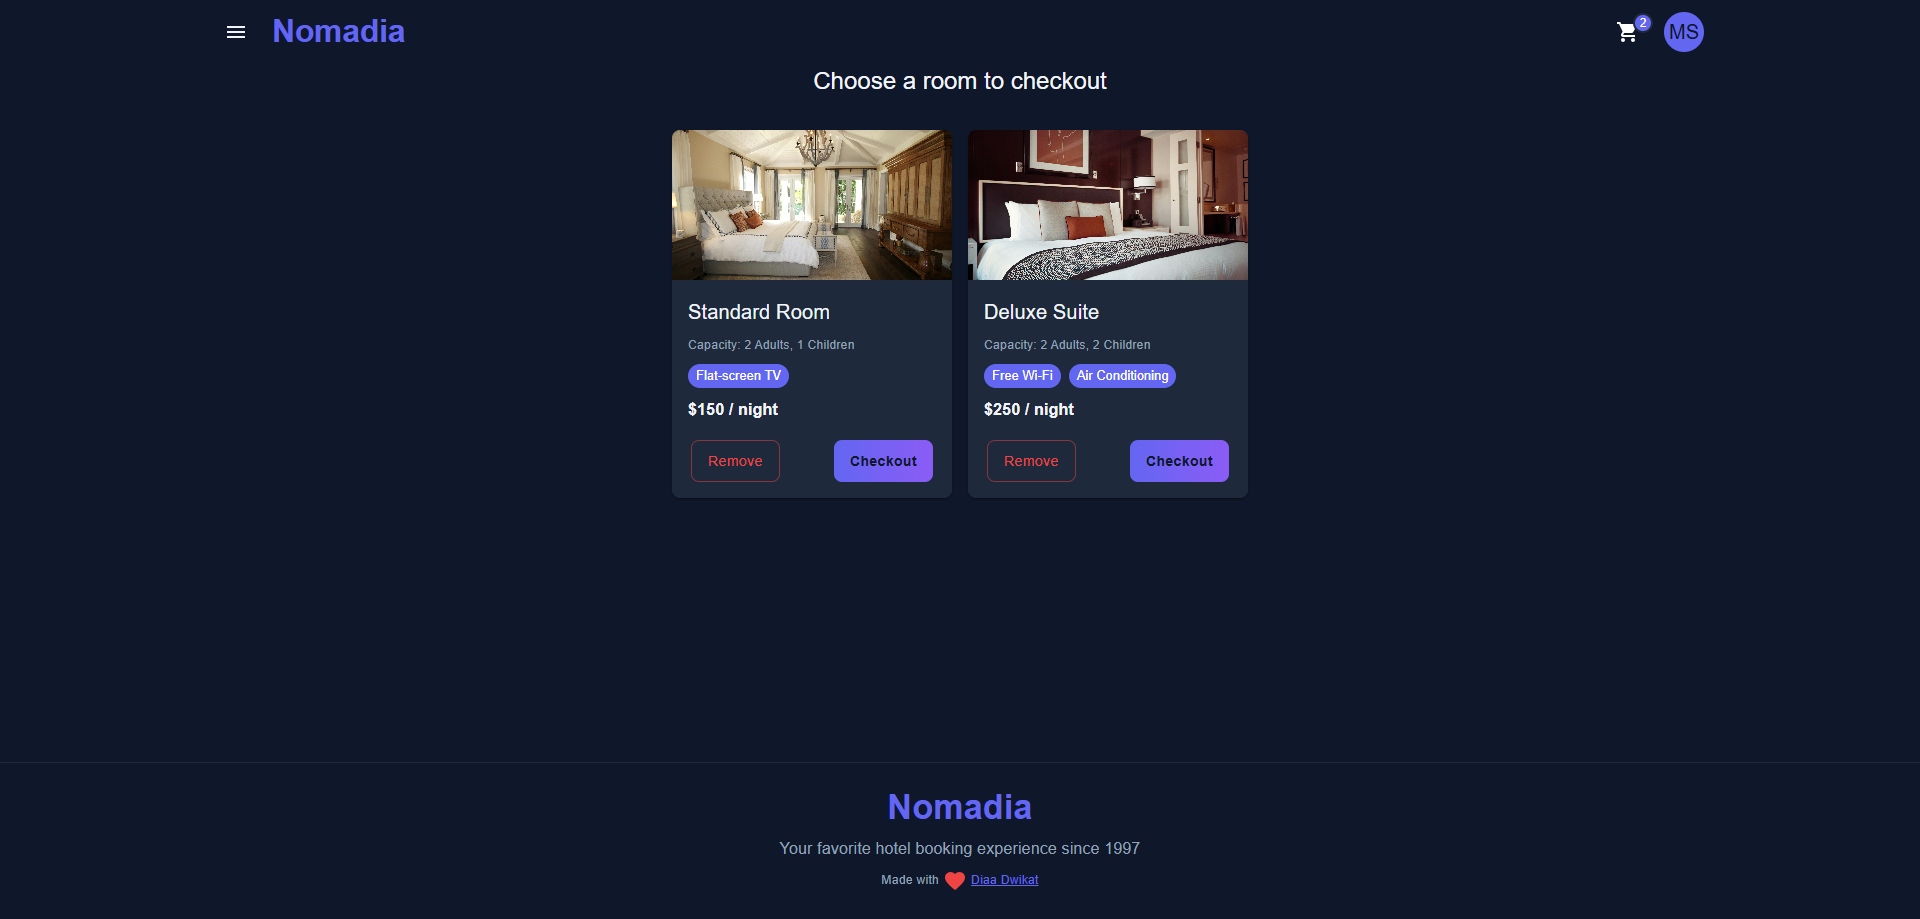 Nomadia
2
MS
Choose a room to checkout
Standard Room
Capacity: 2 Adults, 1 Children
Flat-screen TV
$150 / night
Remove
Checkout
Deluxe Suite
Capacity: 2 Adults, 2 Children
Free Wi-Fi
Air Conditioning
$250 / night
Remove
Checkout
Nomadia
Your favorite hotel booking experience since 1997
Made with Diaa Dwikat